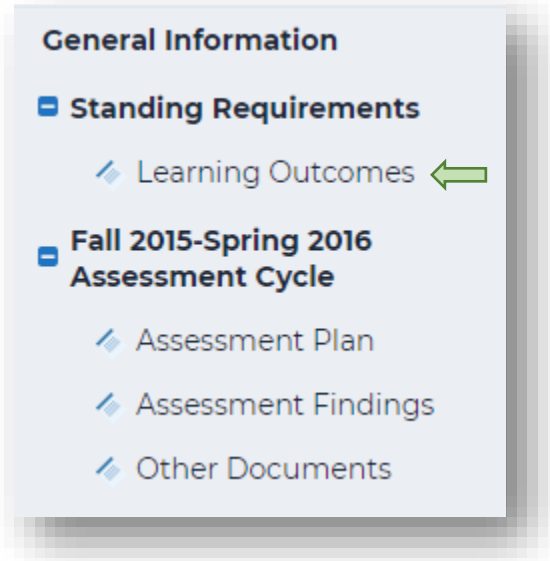 General Information
Standing Requirements
Learning Outcomes
Fall 2015-Spring 2016
Assessment Cycle
Assessment Plan
Assessment Findings
Other Documents